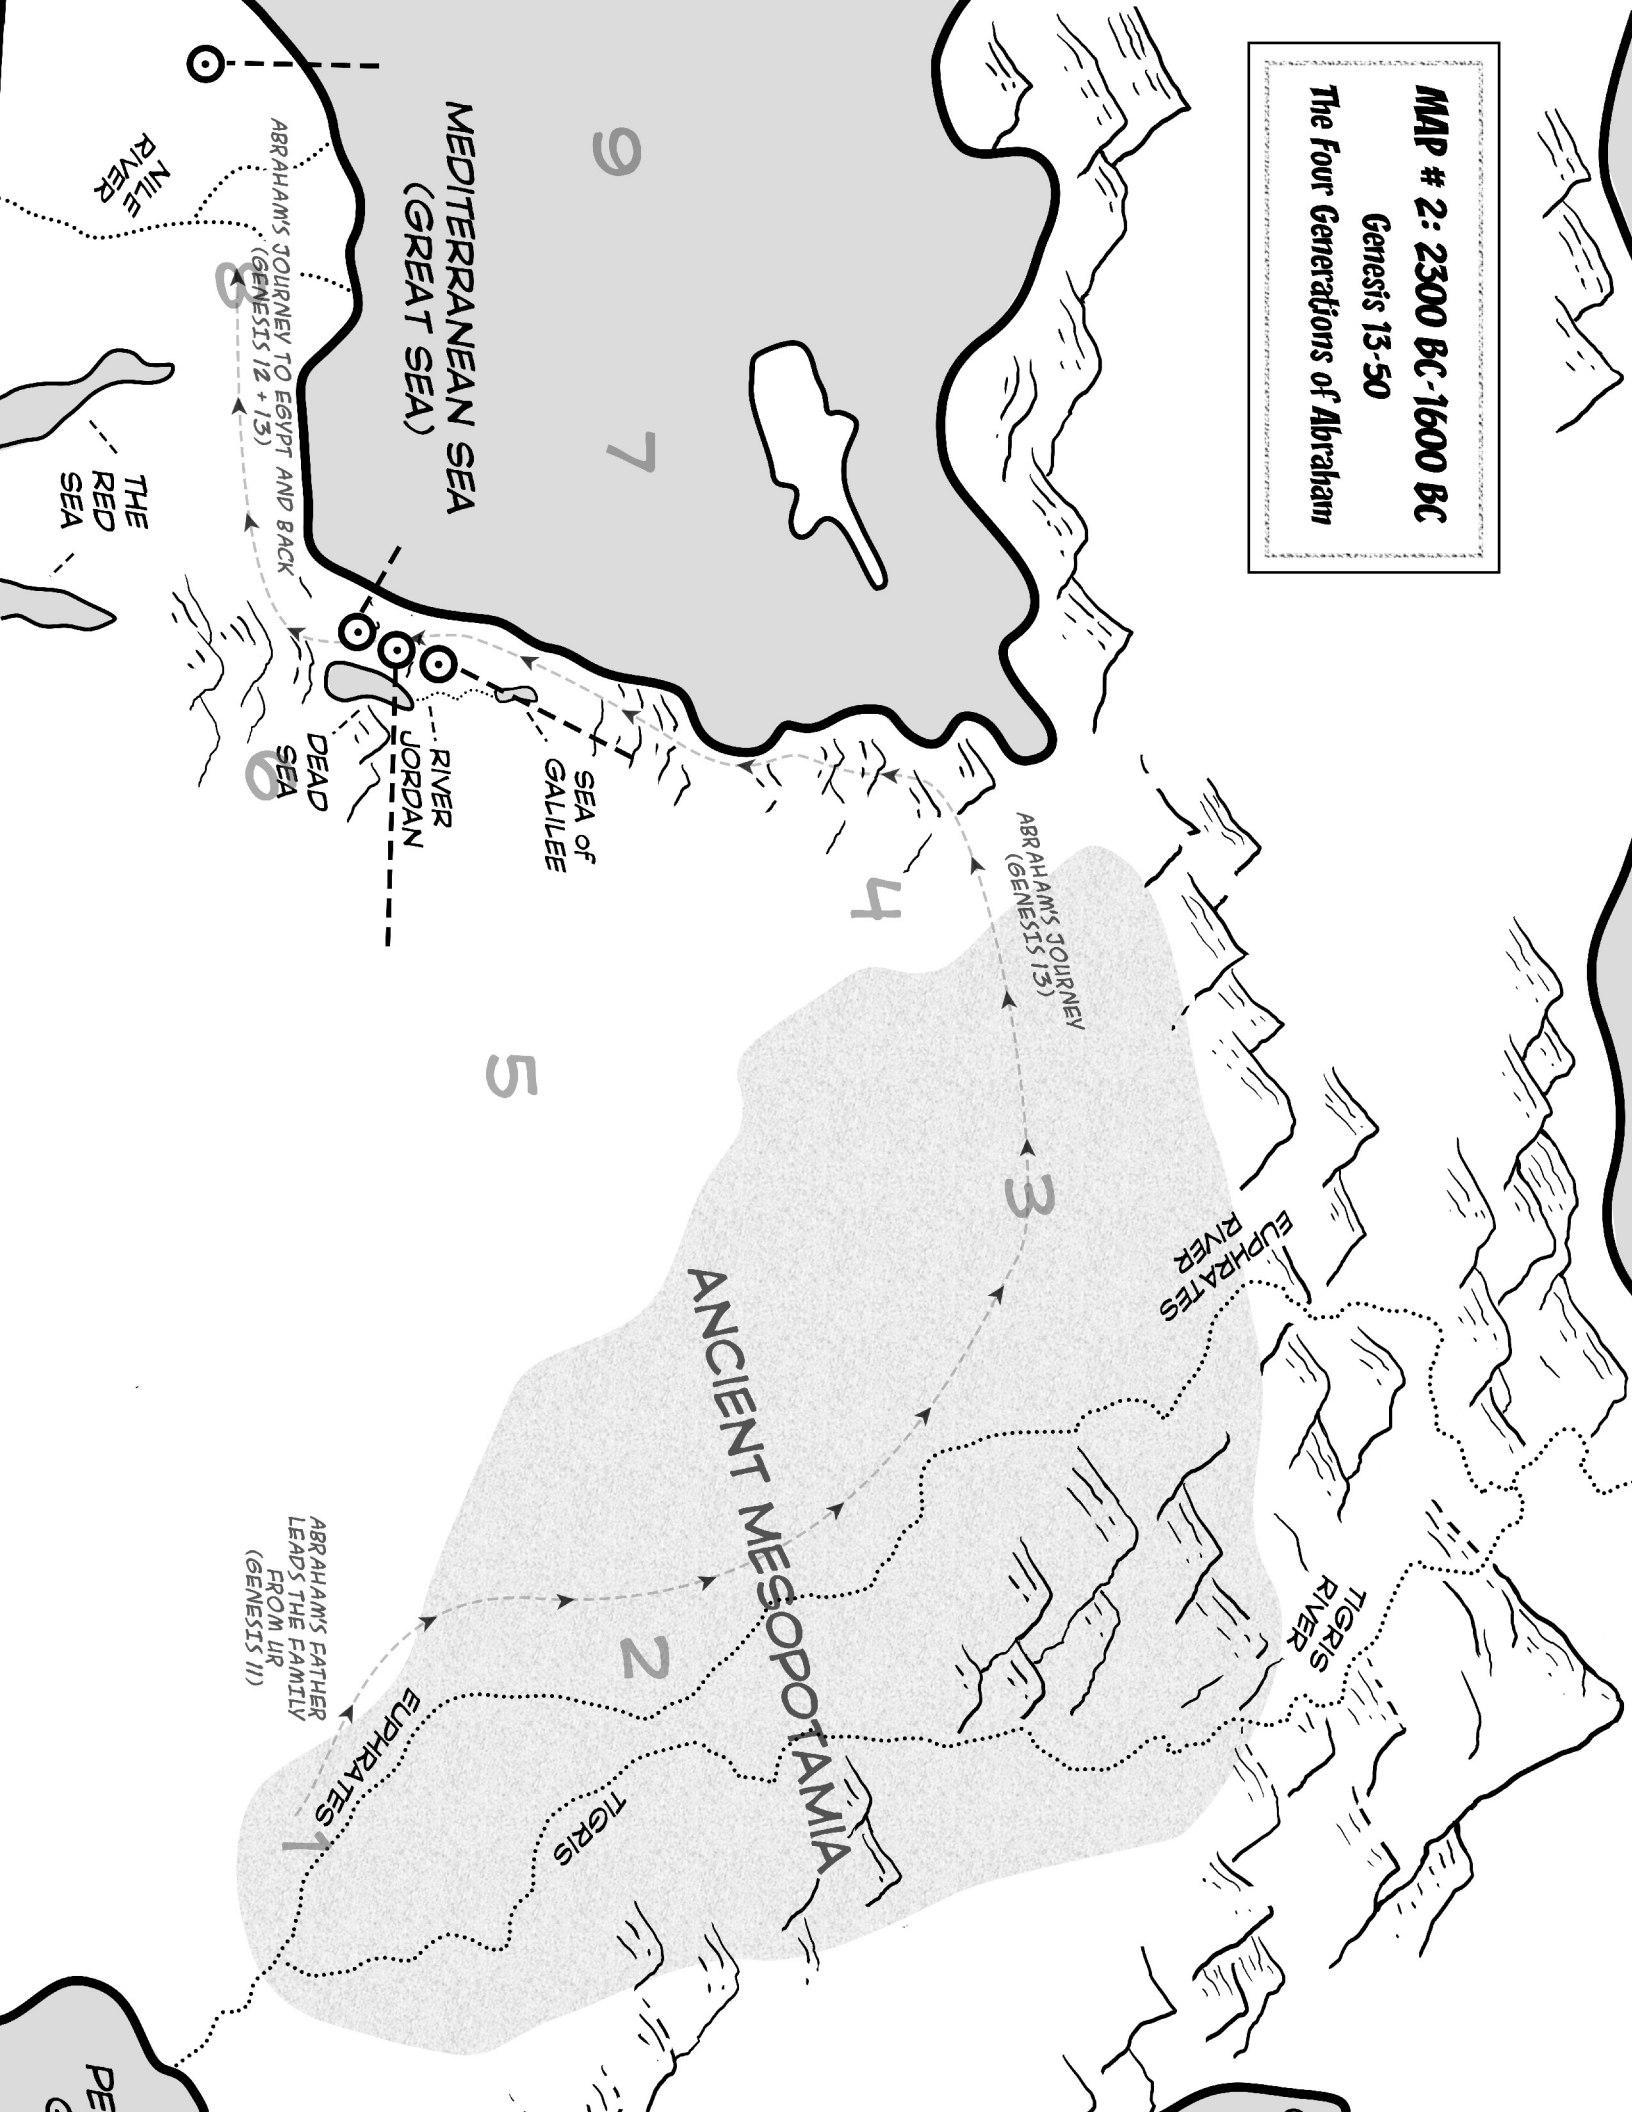 MAP # 2: 2300 BC-1600 BC
Genesis 13-50
The Four Generations of Abraham
9
MEDITERRANEAN SEA
(GREAT SEA)
7
NILE
RIVER
ABRAHAM'S JOURNEY TO EGYPT AND BACK
(GENESIS 12 + 13)
8
THE
RED
SEA
SEA of
GALILEE
RIVER
JORDAN
DEAD
SEA
6
ABRAHAM'S JOURNEY
(GENESIS 13)
4
5
3
EUPHRATES
RIVER
ANCIENT MESOPOTAMIA
TIGRIS
RIVER
2
ABRAHAM'S FATHER
LEADS THE FAMILY
FROM UR
(GENESIS 11)
EUPHRATES
TIGRIS
1
PE